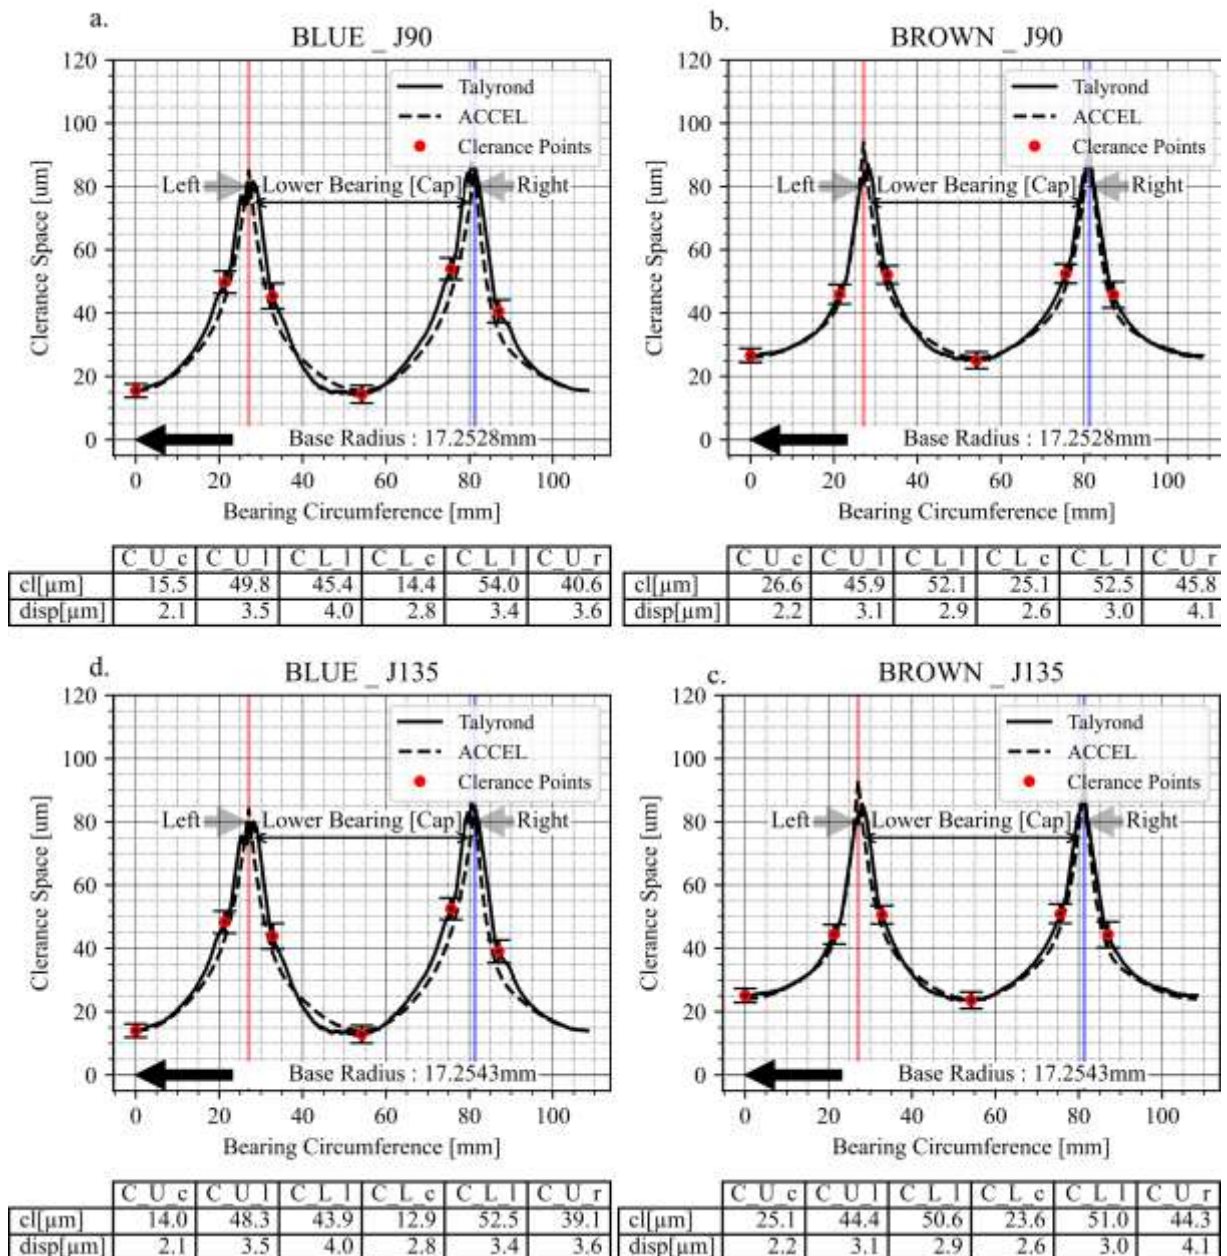 a.
BLUE _ J90
120
100
80
60
40
20
0
Clerance Space [um]
Talyrond
ACCEL
Clerance Points
Left
Lower Bearing [Cap]
Right
Base Radius : 17.2528mm
0 20 40 60 80 100
Bearing Circumference [mm]
C_U_c C_U_l C_L_l C_L_c C_L_l C_U_r
cl[µm] 15.5 49.8 45.4 14.4 54.0 40.6
disp[µm] 2.1 3.5 4.0 2.8 3.4 3.6
b.
BROWN _ J90
120
100
80
60
40
20
0
Clerance Space [um]
Talyrond
ACCEL
Clerance Points
Left
Lower Bearing [Cap]
Right
Base Radius : 17.2528mm
0 20 40 60 80 100
Bearing Circumference [mm]
C_U_c C_U_l C_L_l C_L_c C_L_l C_U_r
cl[µm] 26.6 45.9 52.1 25.1 52.5 45.8
disp[µm] 2.2 3.1 2.9 2.6 3.0 4.1
d.
BLUE _ J135
120
100
80
60
40
20
0
Clerance Space [um]
Talyrond
ACCEL
Clerance Points
Left
Lower Bearing [Cap]
Right
Base Radius : 17.2543mm
0 20 40 60 80 100
Bearing Circumference [mm]
C_U_c C_U_l C_L_l C_L_c C_L_l C_U_r
cl[µm] 14.0 48.3 43.9 12.9 52.5 39.1
disp[µm] 2.1 3.5 4.0 2.8 3.4 3.6
c.
BROWN _ J135
120
100
80
60
40
20
0
Clerance Space [um]
Talyrond
ACCEL
Clerance Points
Left
Lower Bearing [Cap]
Right
Base Radius : 17.2543mm
0 20 40 60 80 100
Bearing Circumference [mm]
C_U_c C_U_l C_L_l C_L_c C_L_l C_U_r
cl[µm] 25.1 44.4 50.6 23.6 51.0 44.3
disp[µm] 2.2 3.1 2.9 2.6 3.0 4.1